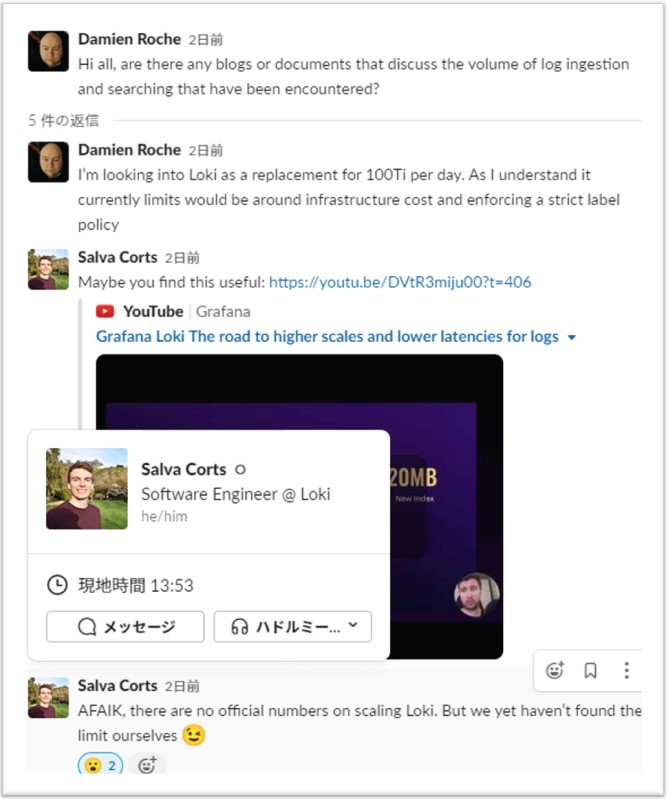 Damien Roche 2日前
Hi all, are there any blogs or documents that discuss the volume of log ingestion
and searching that have been encountered?
5 件の返信
Damien Roche 2日前
I'm looking into Loki as a replacement for 100Ti per day. As I understand it
currently limits would be around infrastructure cost and enforcing a strict label
policy
Salva Corts 2日前
Maybe you find this useful: https://youtu.be/DVtR3miju00?t=406
YouTube Grafana
Grafana Loki The road to higher scales and lower latencies for logs
20MB
New Index
Salva Corts
Software Engineer @ Loki
he/him
現地時間 13:53
メッセージ ハドルミー...
Salva Corts 2日前
AFAIK, there are no official numbers on scaling Loki. But we yet haven't found the
limit ourselves 😉
😮 2